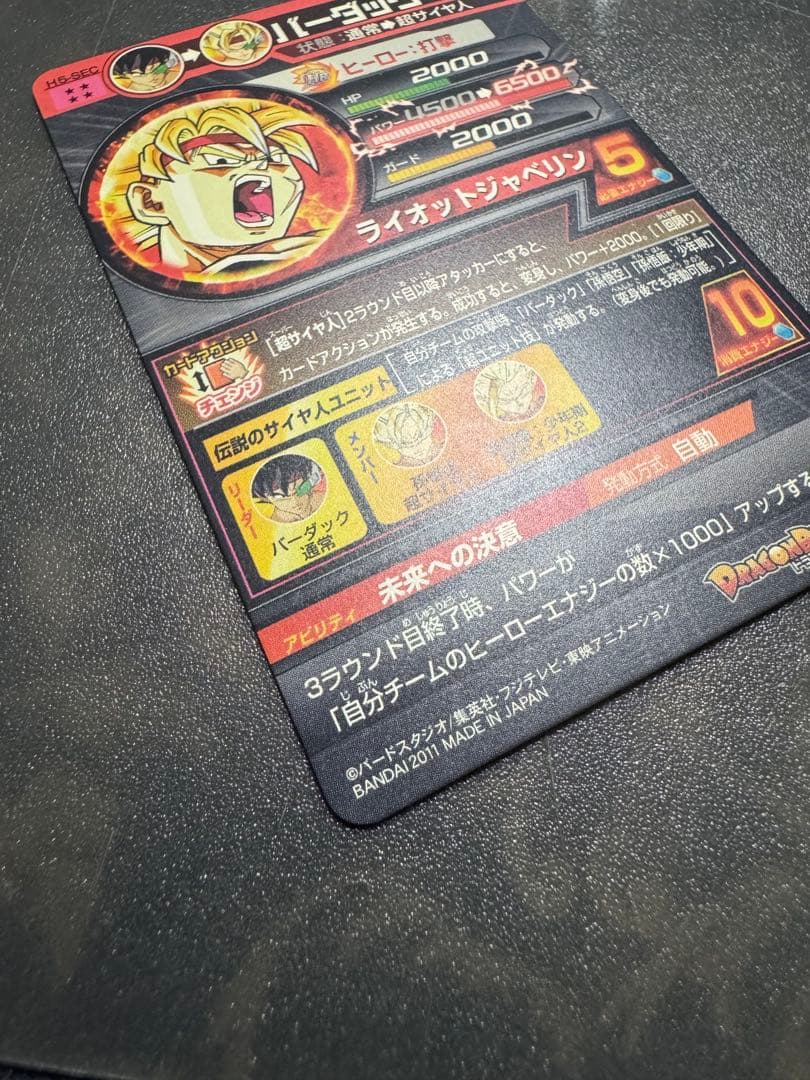 H5-SEC
バーダック
状態：通常➡超サイヤ人
ヒーロー：打撃
HP 2000
パワー 4500➡6500
ガード 2000
ライオットジャベリン
5
必要エナジー
カードアクション
チェンジ
[超サイヤ人]2ラウンド目以降アタッカーにすると、
カードアクションが発生する。成功すると、変身し、パワー+2000。[1回限り]
伝説のサイヤ人ユニット
自分チームの攻撃時、「バーダック」「孫悟空」「孫悟飯：少年期」
による「超ユニット技」が発動する。(変身後でも発動可能。)
10
消費エナジー
リーダー
バーダック
通常
メンバー
アビリティ 未来への決意
発動方式 自動
3ラウンド目終了時、パワーが
「自分チームのヒーローエナジーの数×1000」アップする
©バードスタジオ/集英社・フジテレビ・東映アニメーション
BANDAI 2011 MADE IN JAPAN